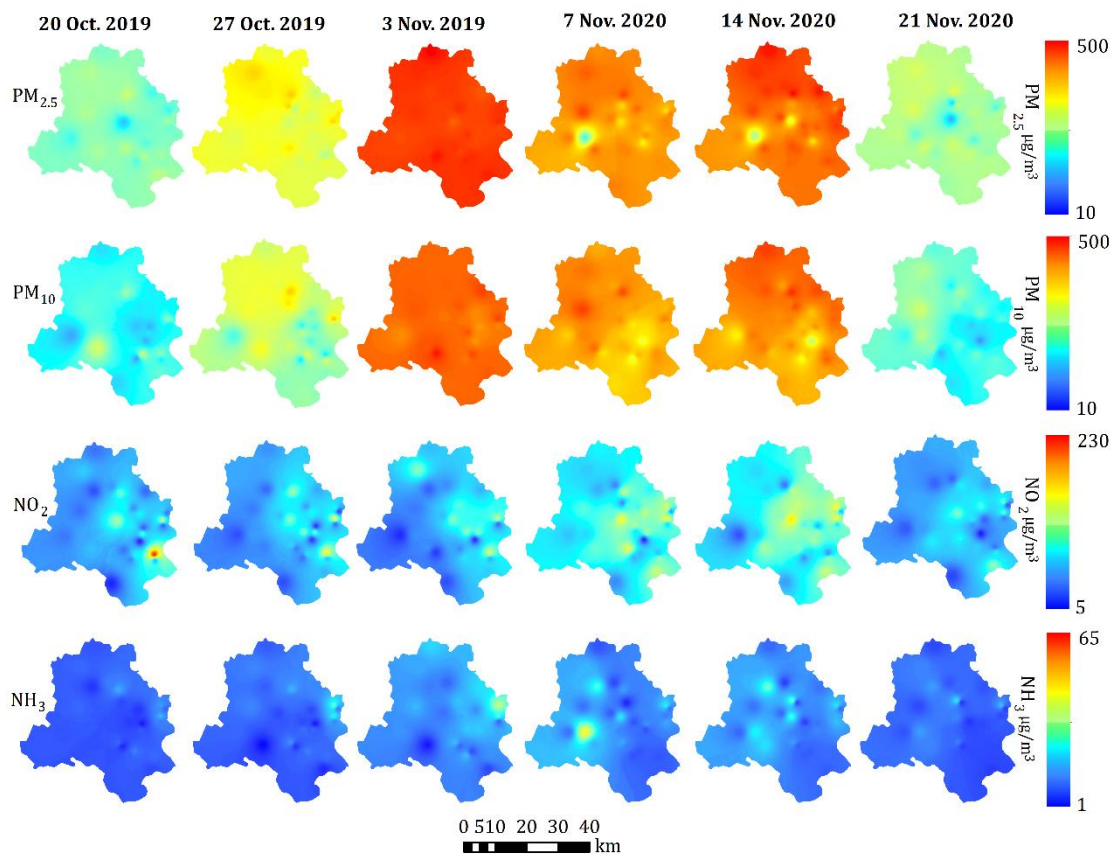 20 Oct. 2019 27 Oct. 2019 3 Nov. 2019 7 Nov. 2020 14 Nov. 2020 21 Nov. 2020
PM2.5
500
PM2.5 µg/m³
10
PM10
500
PM10 µg/m³
10
NO2
230
NO2 µg/m³
5
NH3
65
NH3 µg/m³
1
0 510 20 30 40
km